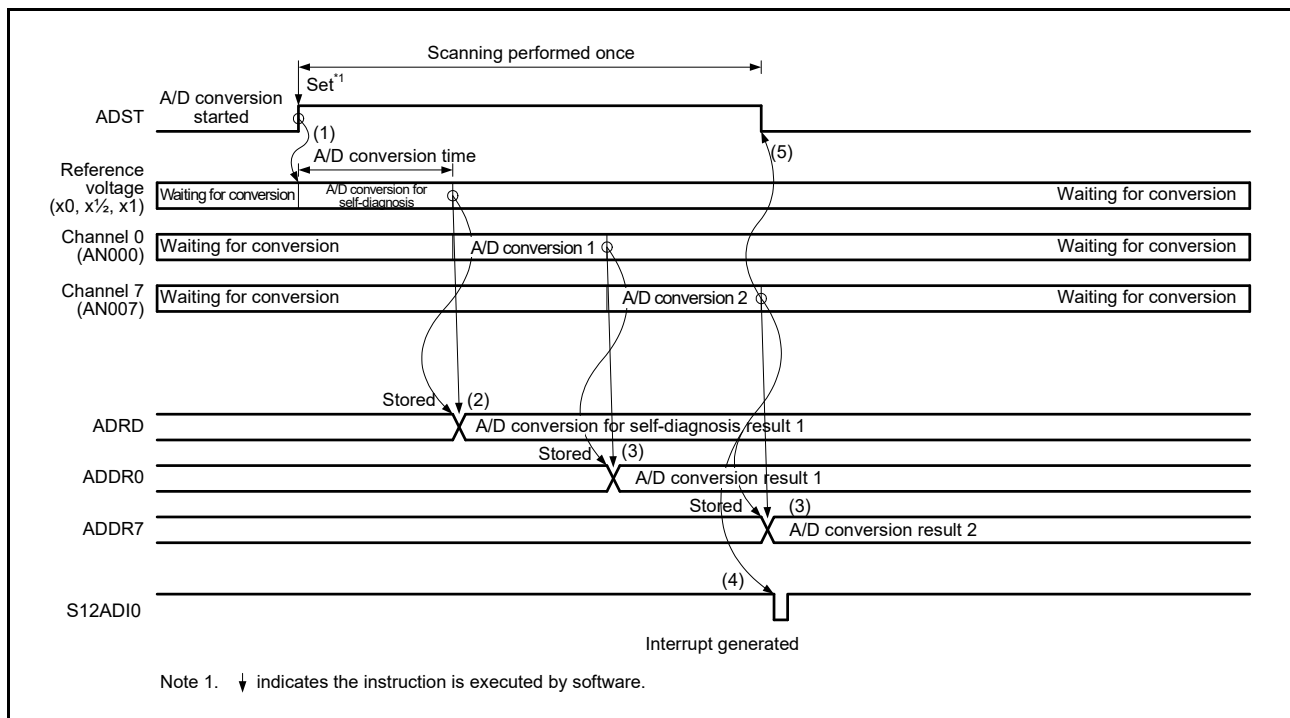 Scanning performed once
Set*1
A/D conversion
started
ADST
(1)
A/D conversion time
(5)
Reference
voltage
(x0, x½, x1)
Waiting for conversion
A/D conversion for
self-diagnosis
Waiting for conversion
Channel 0
(AN000)
Waiting for conversion
A/D conversion 1
Waiting for conversion
Channel 7
(AN007)
Waiting for conversion
A/D conversion 2
Waiting for conversion
Stored
(2)
ADRD
A/D conversion for self-diagnosis result 1
Stored
(3)
ADDR0
A/D conversion result 1
Stored
(3)
ADDR7
A/D conversion result 2
(4)
S12ADI0
Interrupt generated
Note 1. indicates the instruction is executed by software.